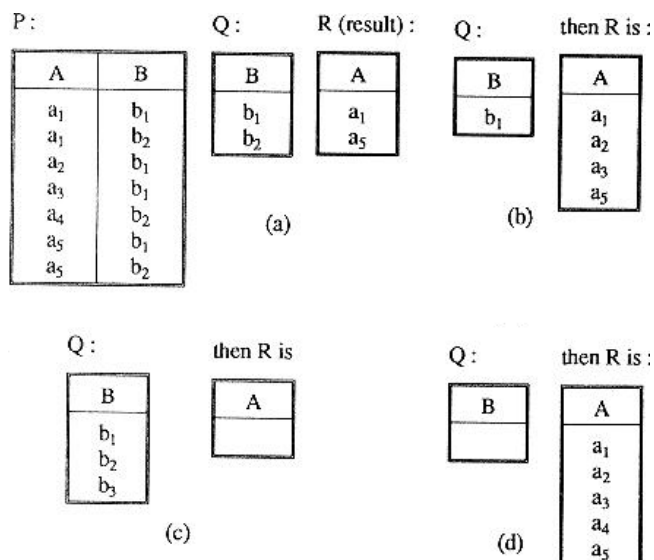 P :
Q :
R (result) :
Q :
then R is :
A B
B
A
B
A
a₁ b₁
a₁ b₂
a₂ b₁
a₃ b₁
a₄ b₂
a₅ b₁
a₅ b₂
b₁
b₂
a₁
a₅
(a)
b₁
a₁
a₂
a₃
a₅
(b)
Q :
then R is
B
A
b₁
b₂
b₃
(c)
Q :
then R is :
B
A
a₁
a₂
a₃
a₄
a₅
(d)